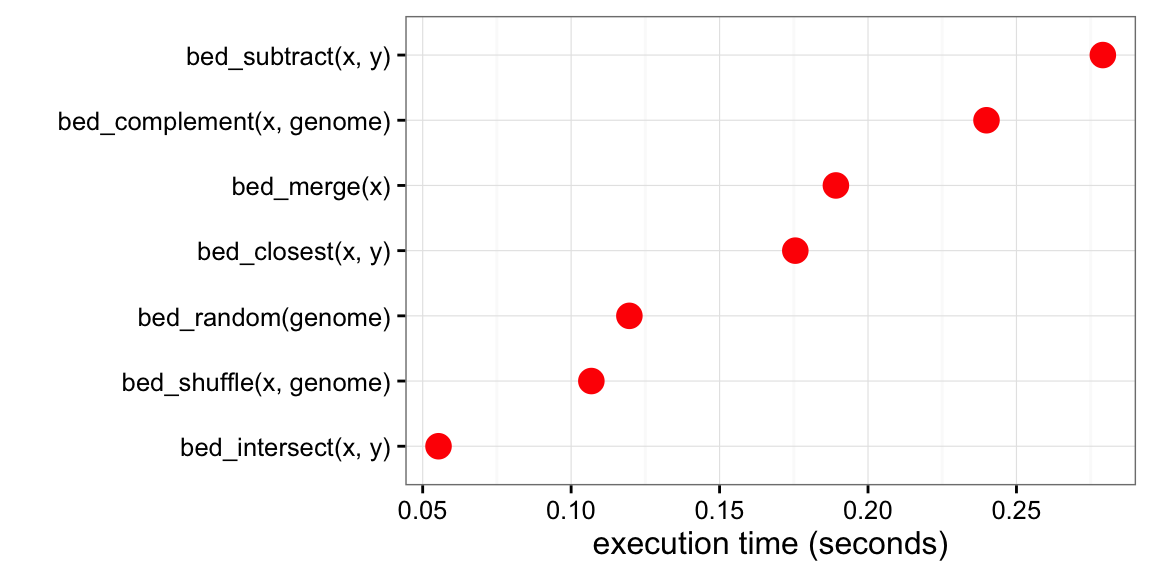 bed_subtract(x, y)
bed_complement(x, genome)
bed_merge(x)
bed_closest(x, y)
bed_random(genome)
bed_shuffle(x, genome)
bed_intersect(x, y)
0.05 0.10 0.15 0.20 0.25
execution time (seconds)